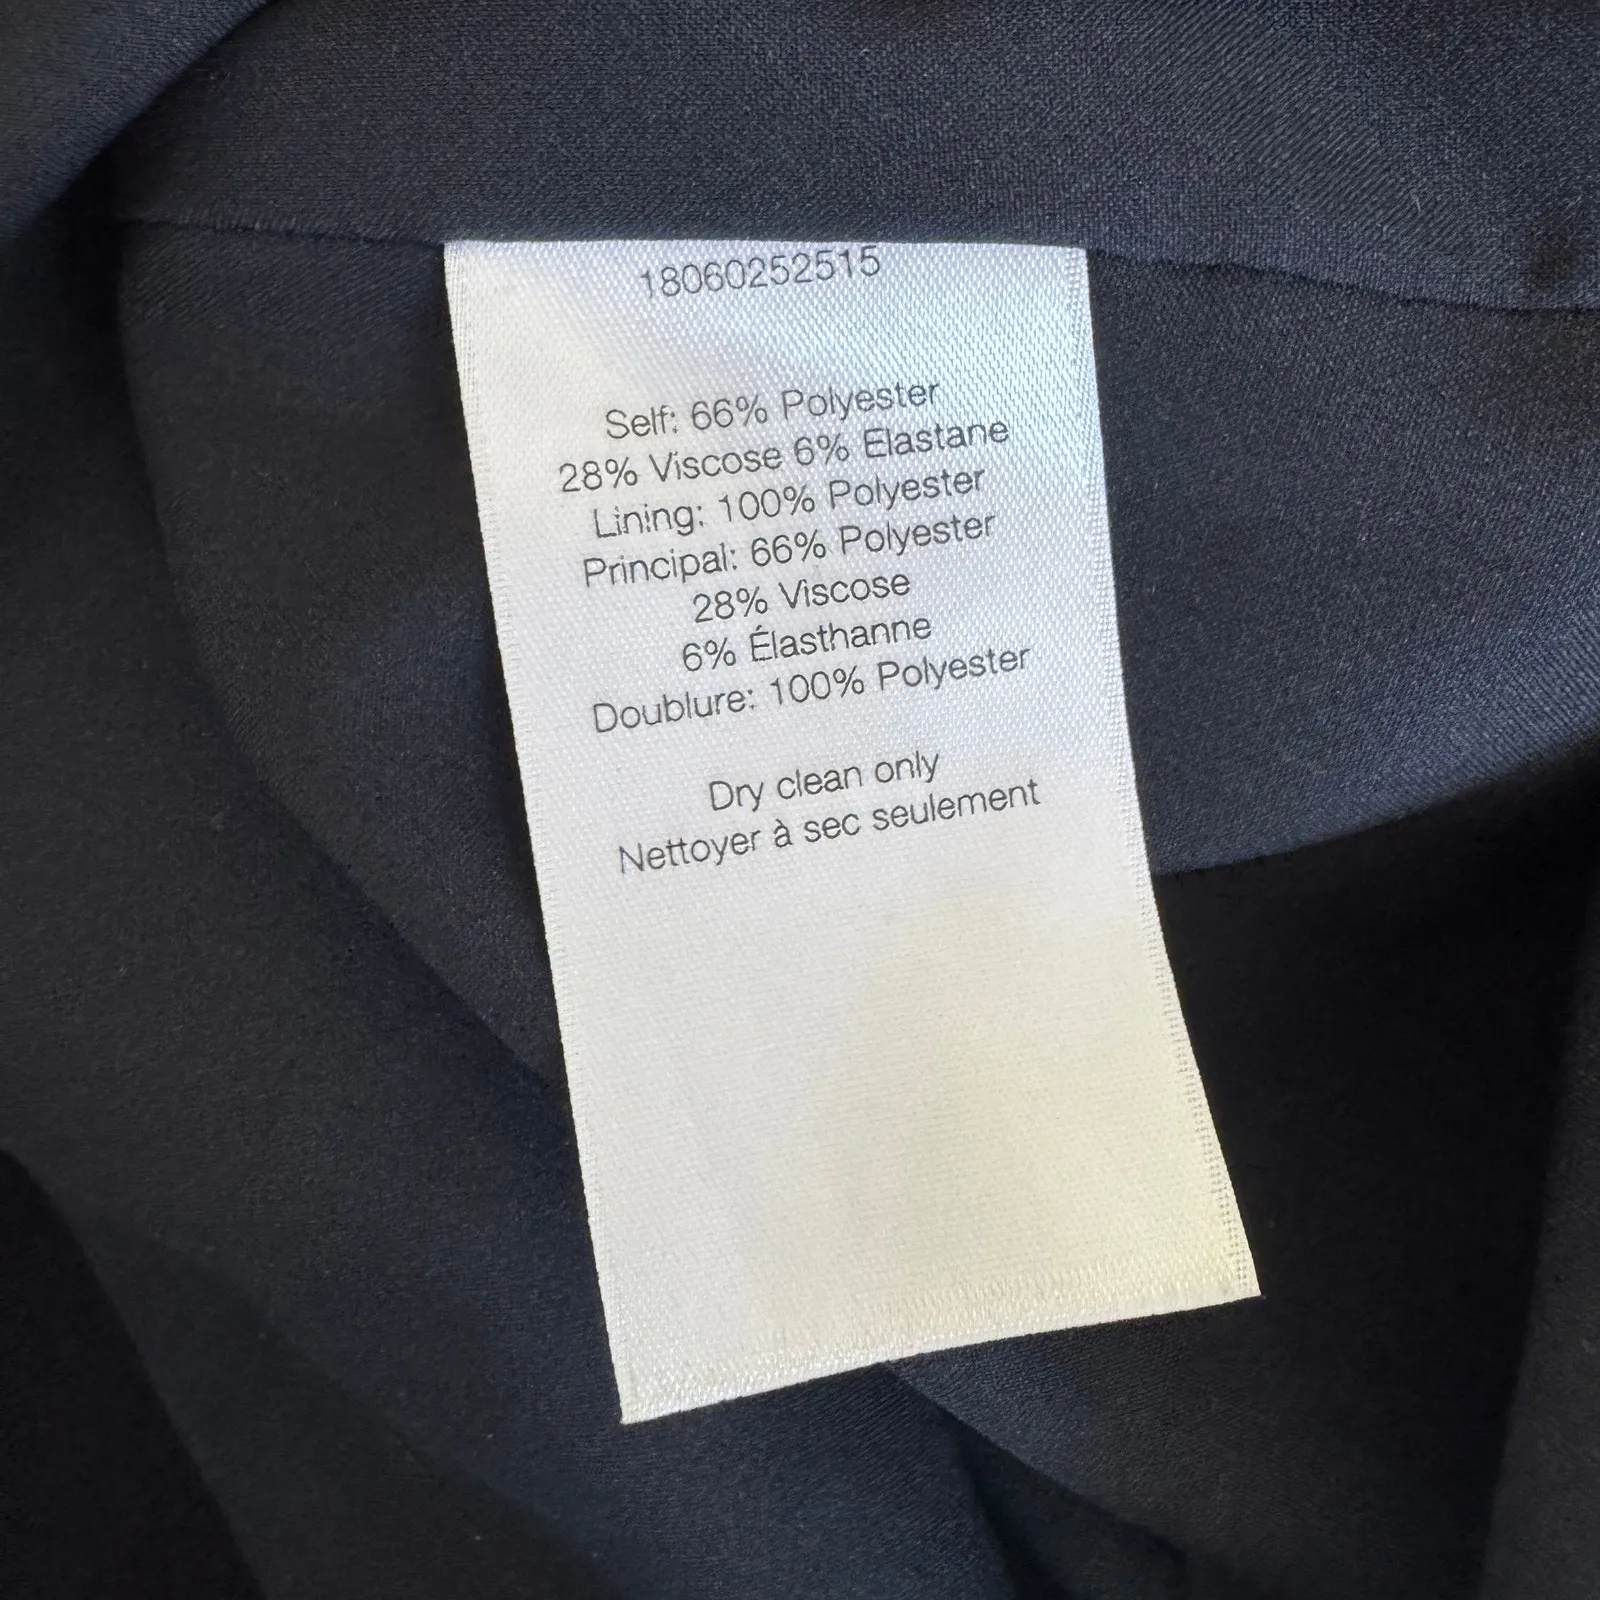 18060252515
Self: 66% Polyester
28% Viscose 6% Elastane
Lining: 100% Polyester
Principal: 66% Polyester
28% Viscose
6% Élasthanne
Doublure: 100% Polyester
Dry clean only
Nettoyer à sec seulement